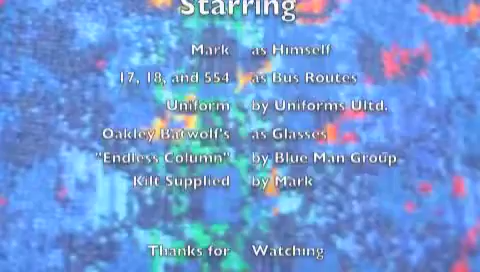 Starring
Mark as Himself
17, 18, and 554 as Bus Routes
Uniform by Uniforms Ultd.
Oakley Batwolf's as Glasses
"Endless Column" by Blue Man Group
Kilt Supplied by Mark
Thanks for Watching